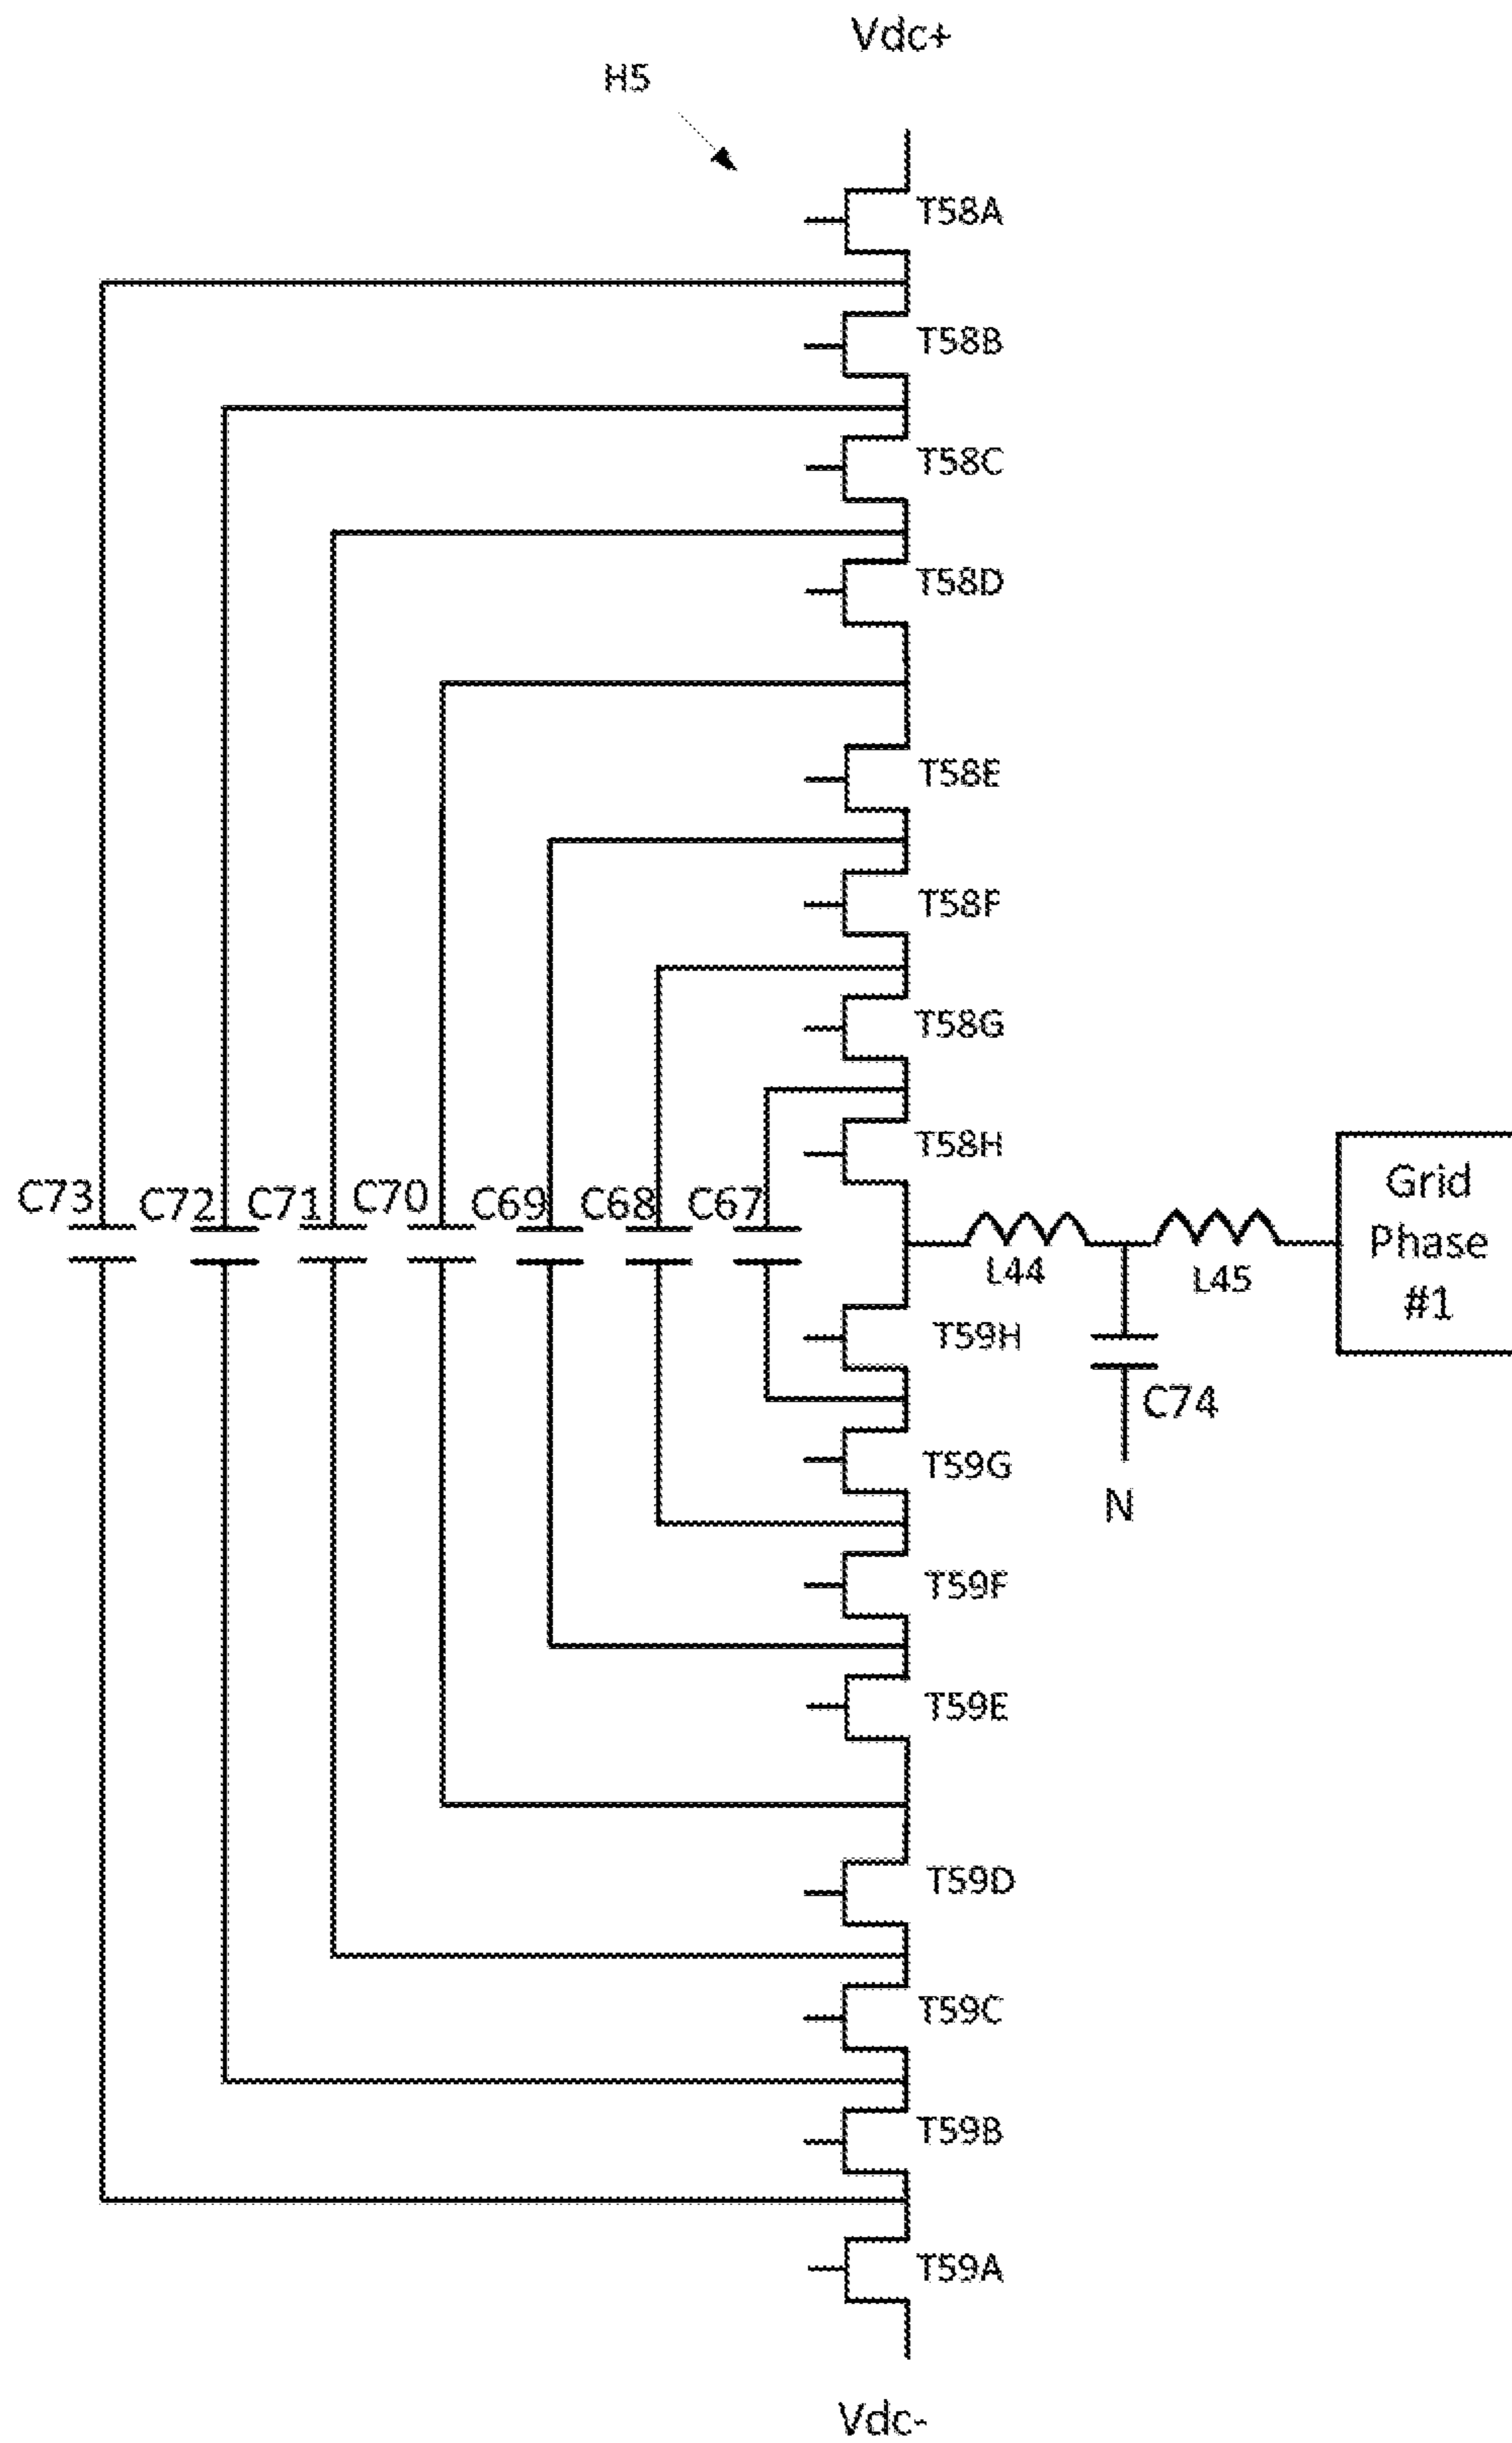 Vdc+
H5
T58A
T58B
T58C
T58D
T58E
T58F
T58G
T58H
C73
C72
C71
C70
C69
C68
C67
L44
L45
Grid
Phase
#1
T59H
C74
T59G
N
T59F
T59E
T59D
T59C
T59B
T59A
Vdc-